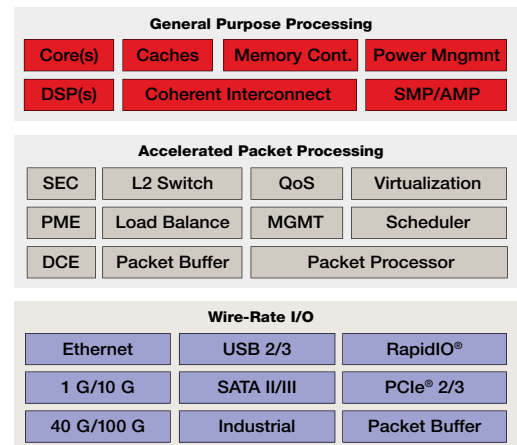 General Purpose Processing
Core(s) Caches Memory Cont. Power Mngmnt
DSP(s) Coherent Interconnect SMP/AMP
Accelerated Packet Processing
SEC L2 Switch QoS Virtualization
PME Load Balance MGMT Scheduler
DCE Packet Buffer Packet Processor
Wire-Rate I/O
Ethernet USB 2/3 RapidIO®
1 G/10 G SATA II/III PCIe® 2/3
40 G/100 G Industrial Packet Buffer